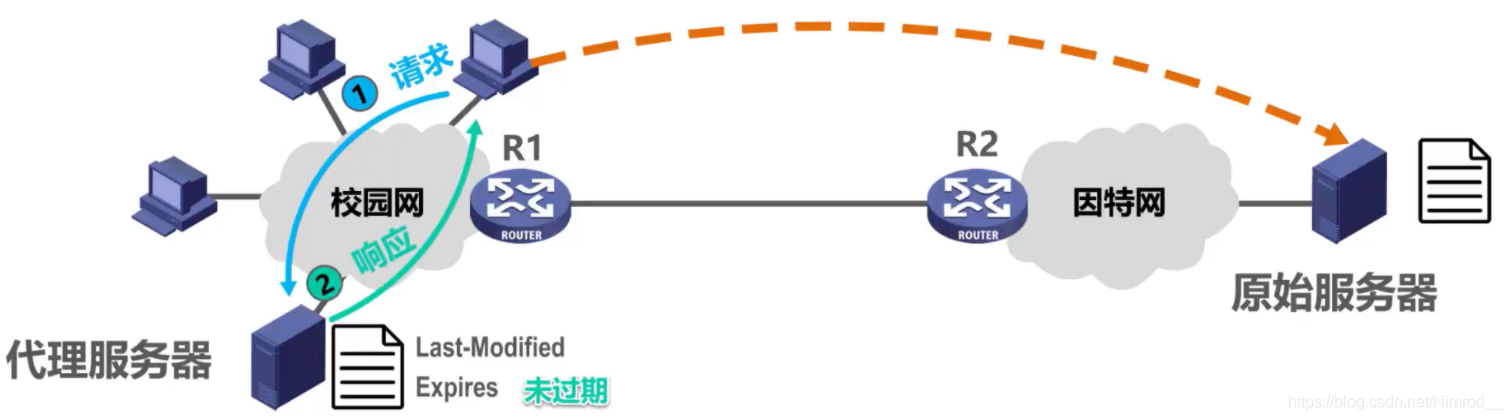 请求
1
R1
R2
校园网
ROUTER
ROUTER
因特网
响应
2
原始服务器
代理服务器
Last-Modified
Expires 未过期
https://blog.csdn.net/Nimrod__